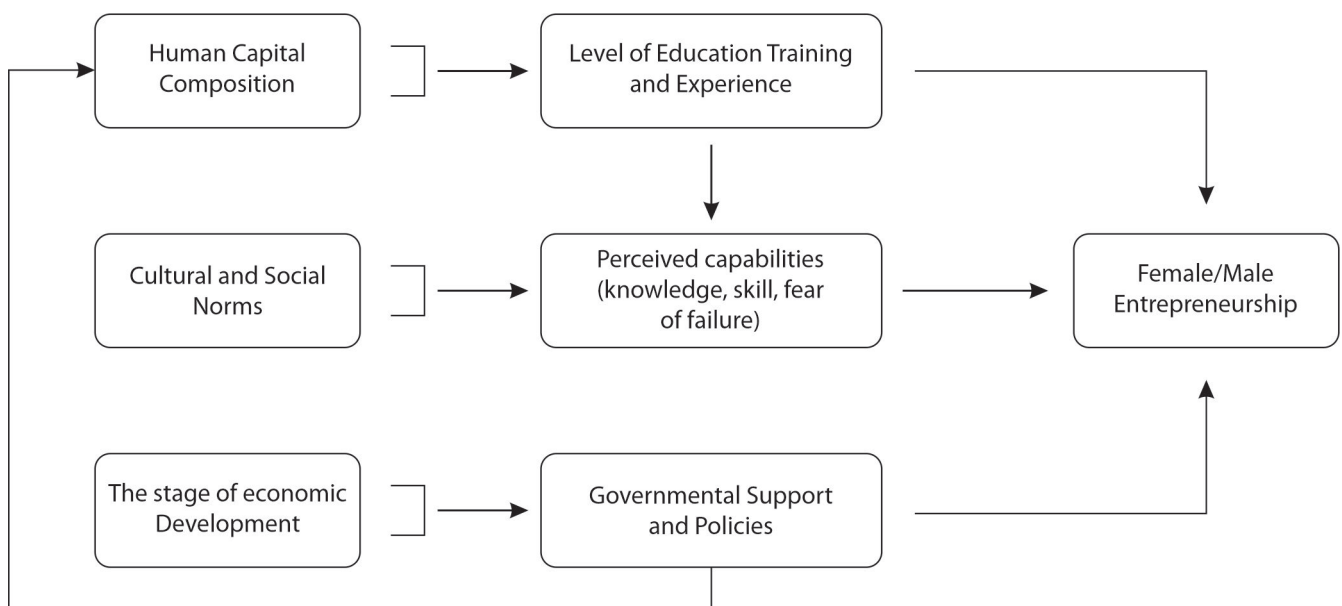 Human Capital
Composition
Level of Education Training
and Experience
Cultural and Social
Norms
Perceived capabilities
(knowledge, skill, fear
of failure)
Female/Male
Entrepreneurship
The stage of economic
Development
Governmental Support
and Policies